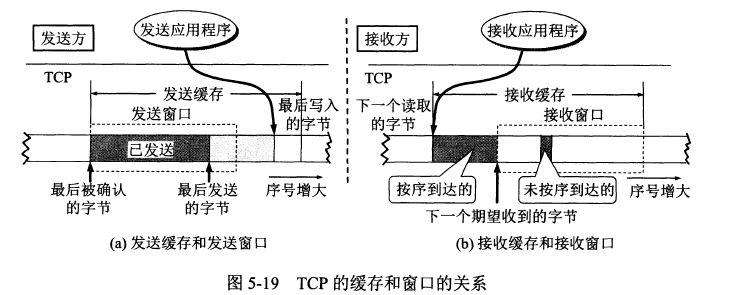 发送方
发送应用程序
接收方
接收应用程序
TCP
TCP
发送缓存
发送窗口
最后写入
的字节
下一个读取
的字节
接收缓存
接收窗口
已发送
按序到达的
未按序到达的
最后被确认
的字节
最后发送
的字节
序号增大
下一个期望收到的字节
序号增大
(a) 发送缓存和发送窗口
(b) 接收缓存和接收窗口
图 5-19 TCP 的缓存和窗口的关系